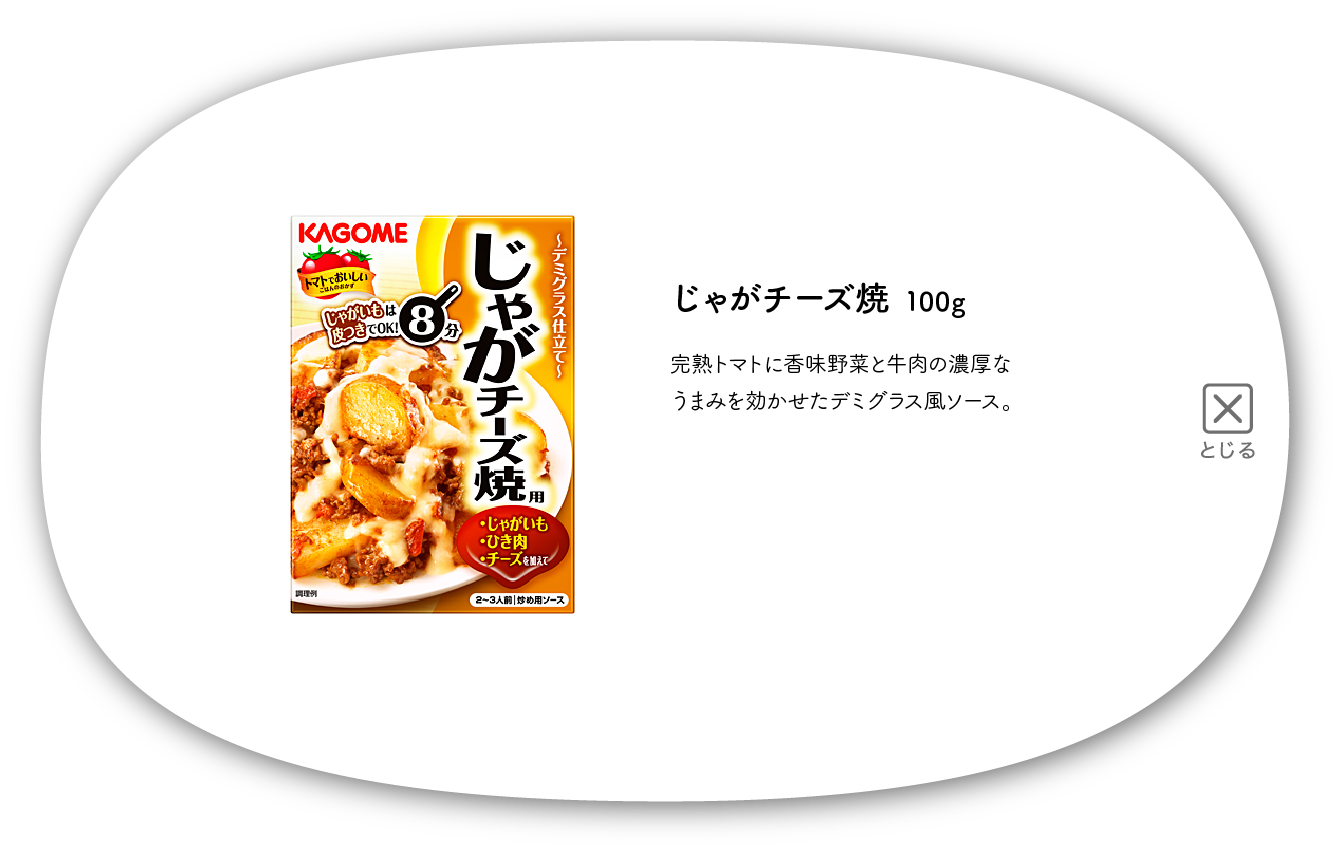 KAGOME
トマトでおいしい
ごはんのおかず
じゃがいもは
皮つきでOK!
8分
じゃがチーズ焼用
~デミグラス仕立て~
・じゃがいも
・ひき肉
・チーズを加えて
調理例
2~3人前|炒め用ソース
じゃがチーズ焼 100g
完熟トマトに香味野菜と牛肉の濃厚な
うまみを効かせたデミグラス風ソース。
とじる